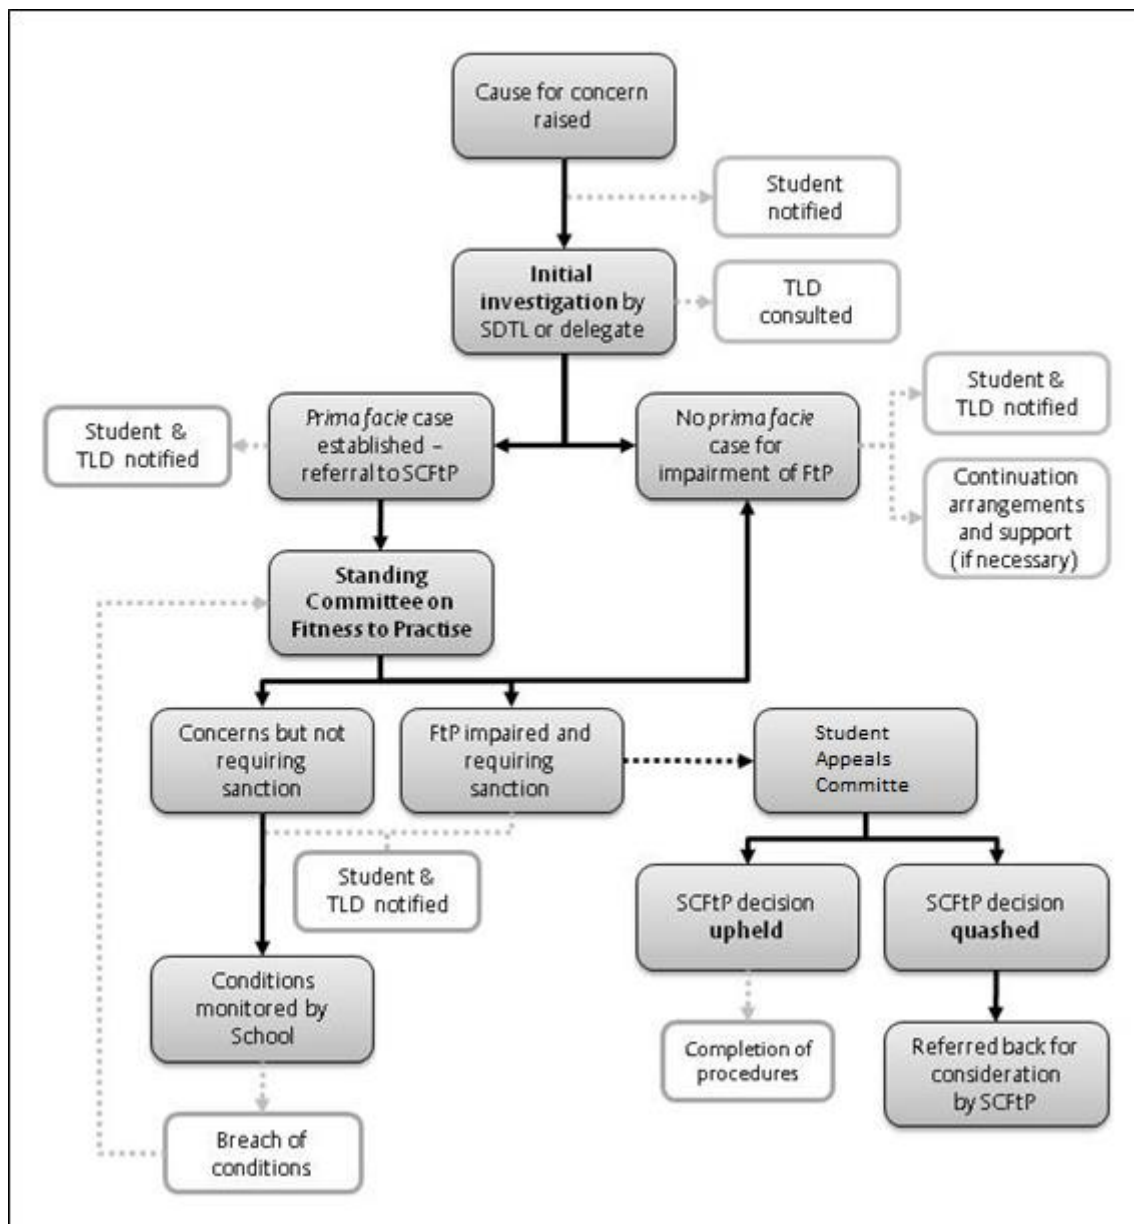 Cause for concern
raised
Student
notified
Initial
investigation by
SDTL or delegate
TLD
consulted
Student &
TLD notified
Prima facie case
established –
referral to SCFtP
No prima facie
case for
impairment of FtP
Student &
TLD notified
Continuation
arrangements
and support
(if necessary)
Standing
Committee on
Fitness to Practise
Concerns but not
requiring
sanction
FtP impaired and
requiring
sanction
Student
Appeals
Committe
Student &
TLD notified
SCFtP decision
upheld
SCFtP decision
quashed
Conditions
monitored by
School
Completion of
procedures
Referred back for
consideration
by SCFtP
Breach of
conditions